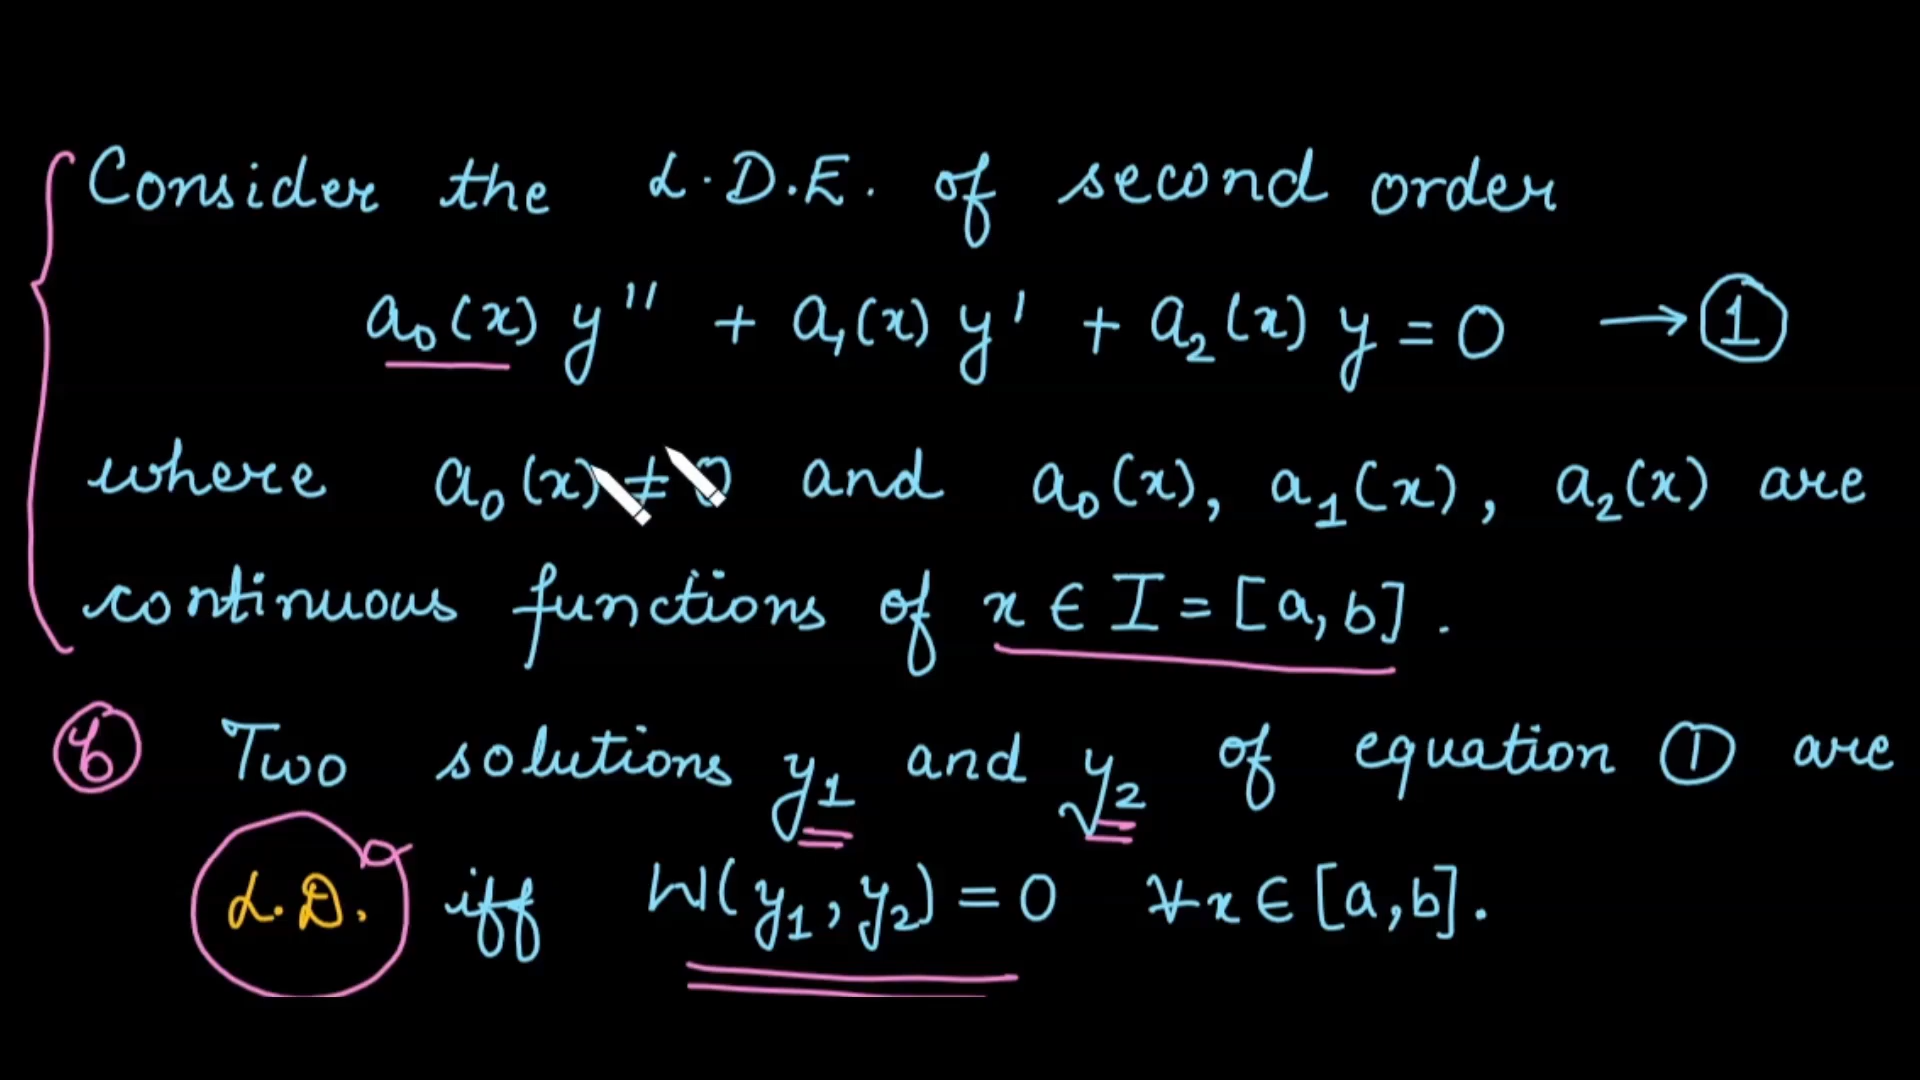 Consider the L.D.E. of second order
a₀(x) y'' + a₁(x) y' + a₂(x) y = 0 → ①
where a₀(x) ≠ 0 and a₀(x), a₁(x), a₂(x) are
continuous functions of x ∈ I = [a, b].
Two solutions y₁ and y₂ of equation ① are
L.D. iff W(y₁, y₂) = 0 ∀ x ∈ [a, b].